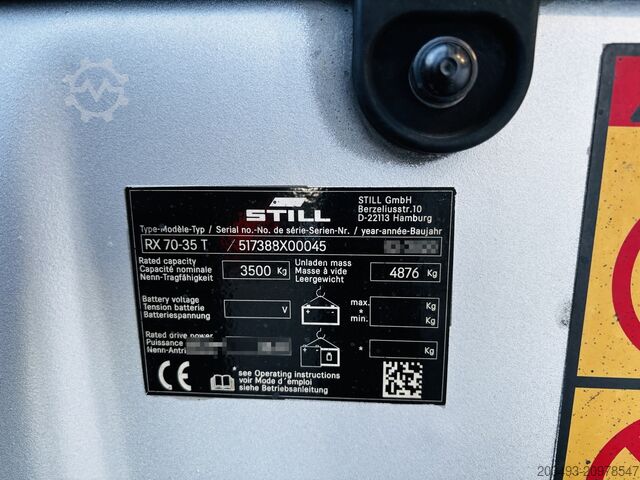 STILL
STILL GmbH
Berzeliusstr.10
D-22113 Hamburg
Type-Modèle-Typ / Serial no.-No. de série-Serien-Nr. / year-année-Baujahr
RX 70-35 T / 517388X00045
Rated capacity
Capacité nominale
Nenn-Tragfähigkeit
3500 Kg
Unladen mass
Masse à vide
Leergewicht
4876 Kg
Battery voltage
Tension batterie
Batteriespannung
V
max.
*
min.
Kg
Kg
Rated drive power
Puissance
Nenn-Antri
* Kg
CE
*see Operating instructions
voir Mode d'emploi
siehe Betriebsanleitung